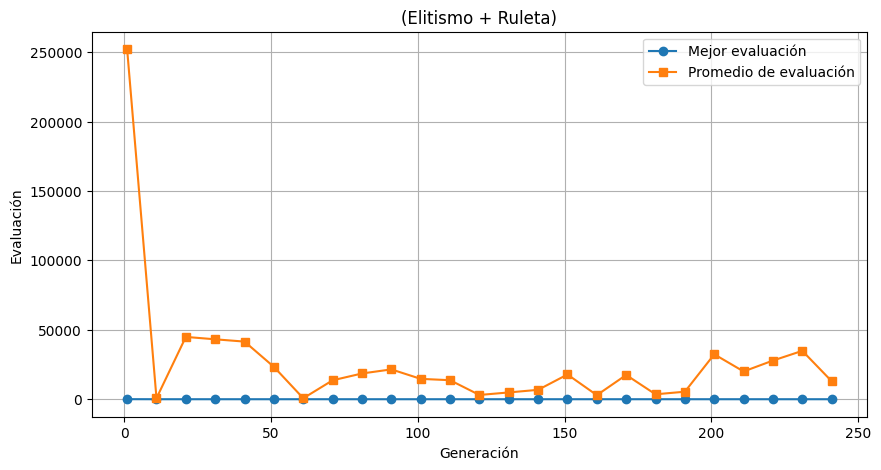 (Elitismo + Ruleta)
Mejor evaluación
Promedio de evaluación
Evaluación
250000
200000
150000
100000
50000
0
0 50 100 150 200 250
Generación